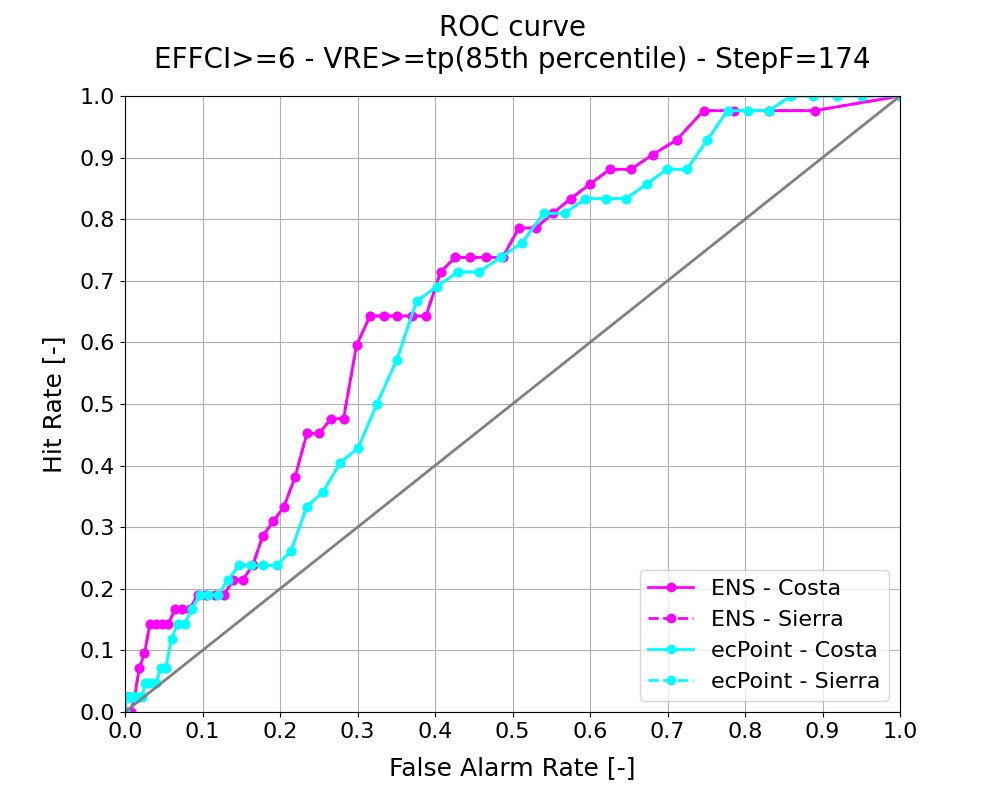 ROC curve
EFFCI>=6 - VRE>=tp(85th percentile) - StepF=174
1.0
0.9
0.8
0.7
0.6
0.5
0.4
0.3
0.2
0.1
0.0
Hit Rate [-]
0.0 0.1 0.2 0.3 0.4 0.5 0.6 0.7 0.8 0.9 1.0
False Alarm Rate [-]
ENS - Costa
ENS - Sierra
ecPoint - Costa
ecPoint - Sierra